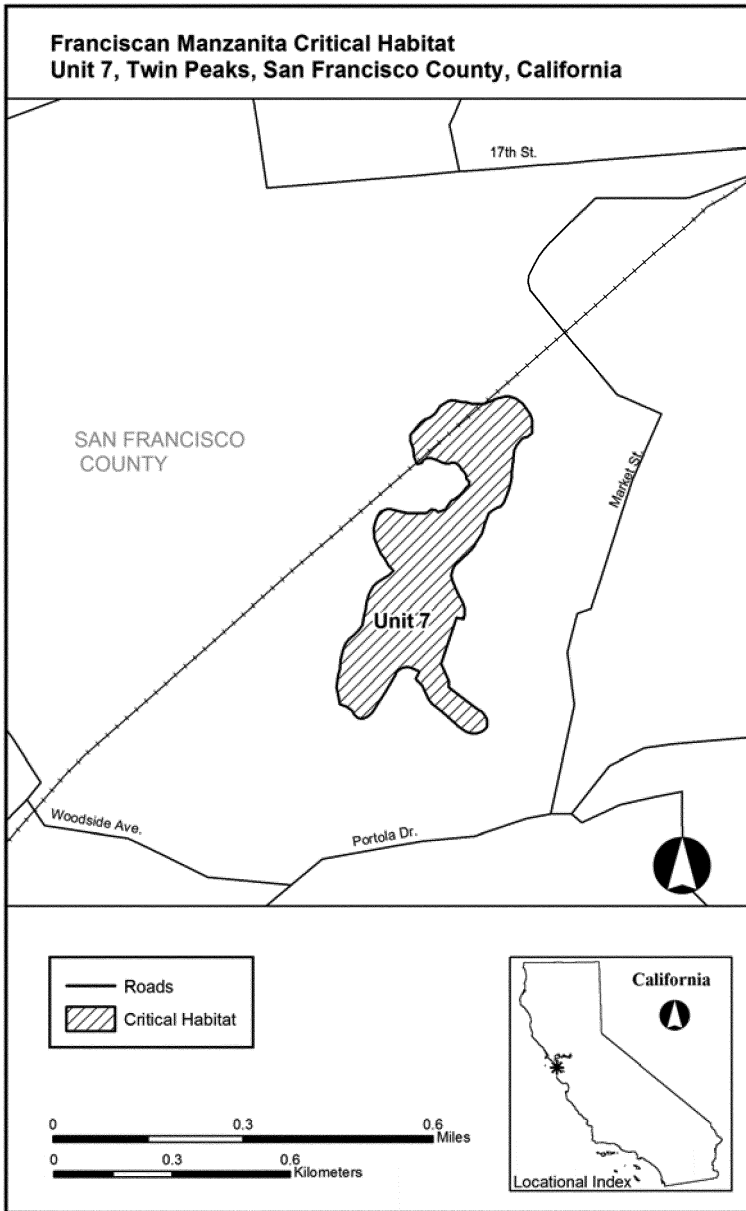 Franciscan Manzanita Critical Habitat
Unit 7, Twin Peaks, San Francisco County, California
17th St.
SAN FRANCISCO
COUNTY
Market St.
Unit 7
Woodside Ave.
Portola Dr.
Roads
Critical Habitat
California
0 0.3 0.6
Miles
0 0.3 0.6
Kilometers
Locational Index